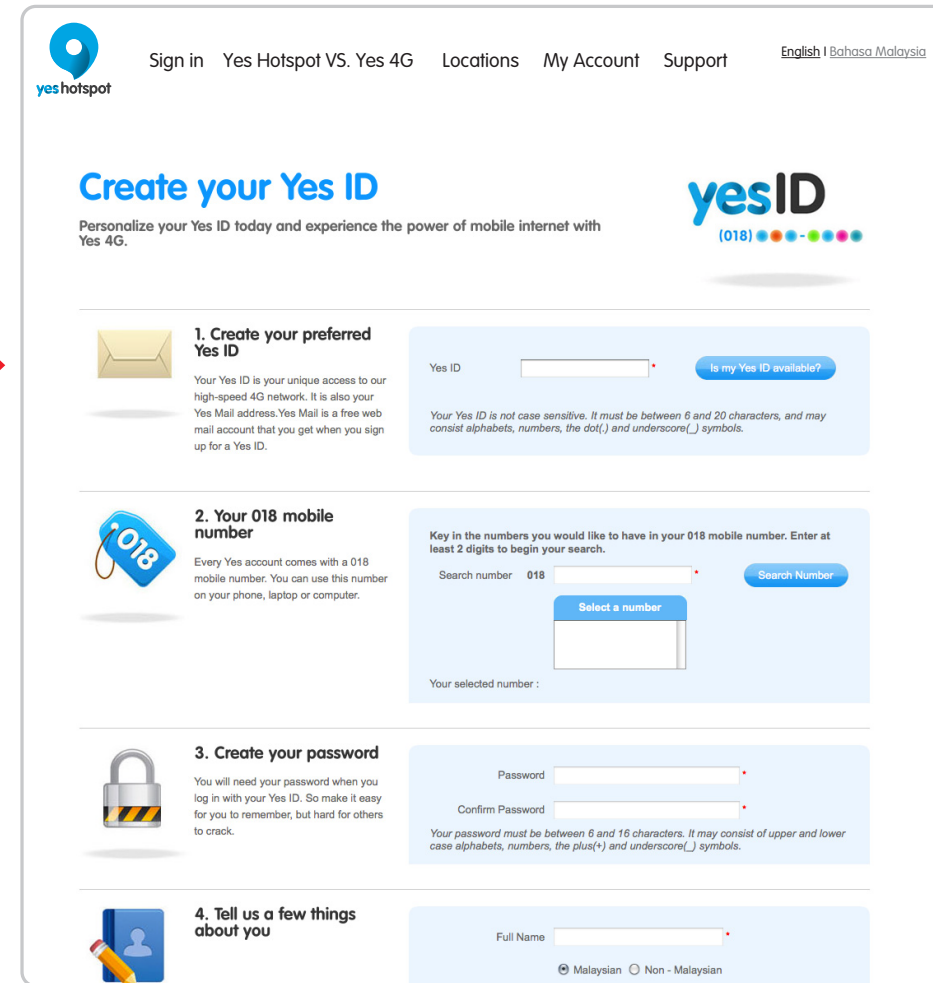 yes hotspot
Sign in Yes Hotspot VS. Yes 4G Locations My Account Support
English I Bahasa Malaysia
Create your Yes ID
Personalize your Yes ID today and experience the power of mobile internet with
Yes 4G.
yesID
(018)
1. Create your preferred
Yes ID
Your Yes ID is your unique access to our
high-speed 4G network. It is also your
Yes Mail address.Yes Mail is a free web
mail account that you get when you sign
up for a Yes ID.
Yes ID * Is my Yes ID available?
Your Yes ID is not case sensitive. It must be between 6 and 20 characters, and may
consist alphabets, numbers, the dot(.) and underscore(_) symbols.
018
2. Your 018 mobile
number
Every Yes account comes with a 018
mobile number. You can use this number
on your phone, laptop or computer.
Key in the numbers you would like to have in your 018 mobile number. Enter at
least 2 digits to begin your search.
Search number 018 * Search Number
Select a number
Your selected number :
3. Create your password
You will need your password when you
log in with your Yes ID. So make it easy
for you to remember, but hard for others
to crack.
Password *
Confirm Password *
Your password must be between 6 and 16 characters. It may consist of upper and lower
case alphabets, numbers, the plus(+) and underscore(_) symbols.
4. Tell us a few things
about you
Full Name *
Malaysian Non - Malaysian